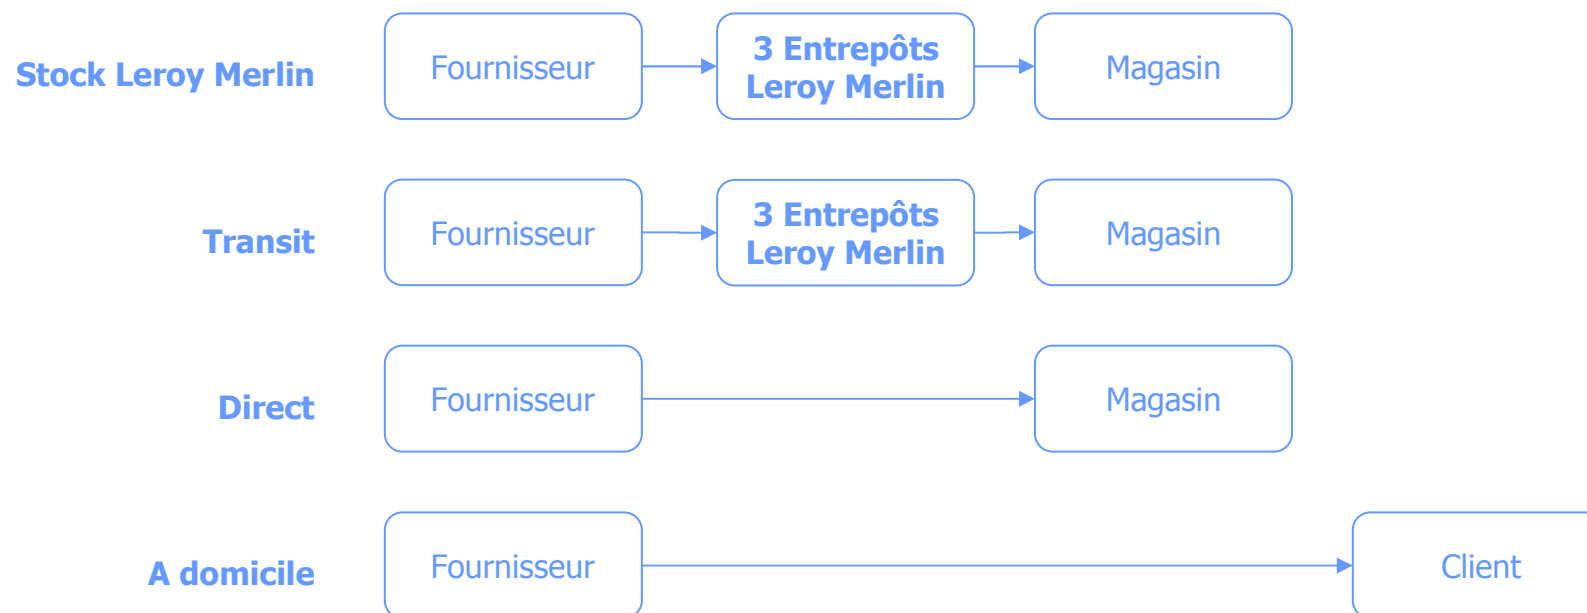 Stock Leroy Merlin
Fournisseur
3 Entrepôts
Leroy Merlin
Magasin
Transit
Fournisseur
3 Entrepôts
Leroy Merlin
Magasin
Direct
Fournisseur
Magasin
A domicile
Fournisseur
Client